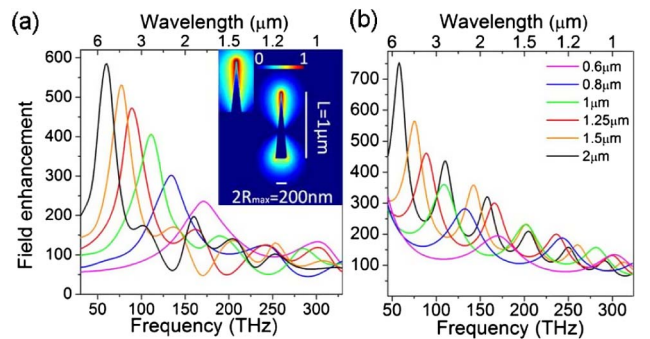 (a)
Wavelength (μm)
6 3 2 1.5 1.2 1
600
500
400
300
200
100
0
Field enhancement
0 1
L=1μm
2Rmax=200nm
50 100 150 200 250 300
Frequency (THz)
(b)
Wavelength (μm)
6 3 2 1.5 1.2 1
700
600
500
400
300
200
100
0
0.6μm
0.8μm
1μm
1.25μm
1.5μm
2μm
50 100 150 200 250 300
Frequency (THz)